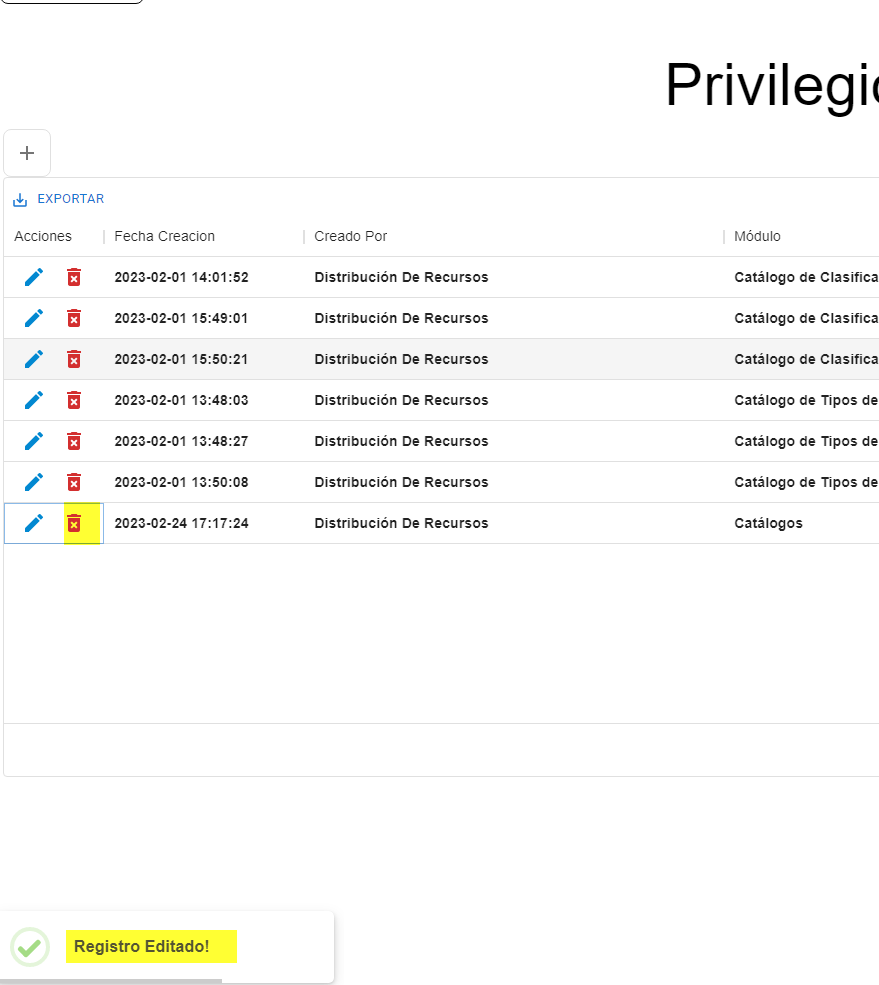 Privilegio
EXPORTAR
Acciones Fecha Creacion Creado Por Módulo
2023-02-01 14:01:52 Distribución De Recursos Catálogo de Clasifica
2023-02-01 15:49:01 Distribución De Recursos Catálogo de Clasifica
2023-02-01 15:50:21 Distribución De Recursos Catálogo de Clasifica
2023-02-01 13:48:03 Distribución De Recursos Catálogo de Tipos de
2023-02-01 13:48:27 Distribución De Recursos Catálogo de Tipos de
2023-02-01 13:50:08 Distribución De Recursos Catálogo de Tipos de
2023-02-24 17:17:24 Distribución De Recursos Catálogos
Registro Editado!